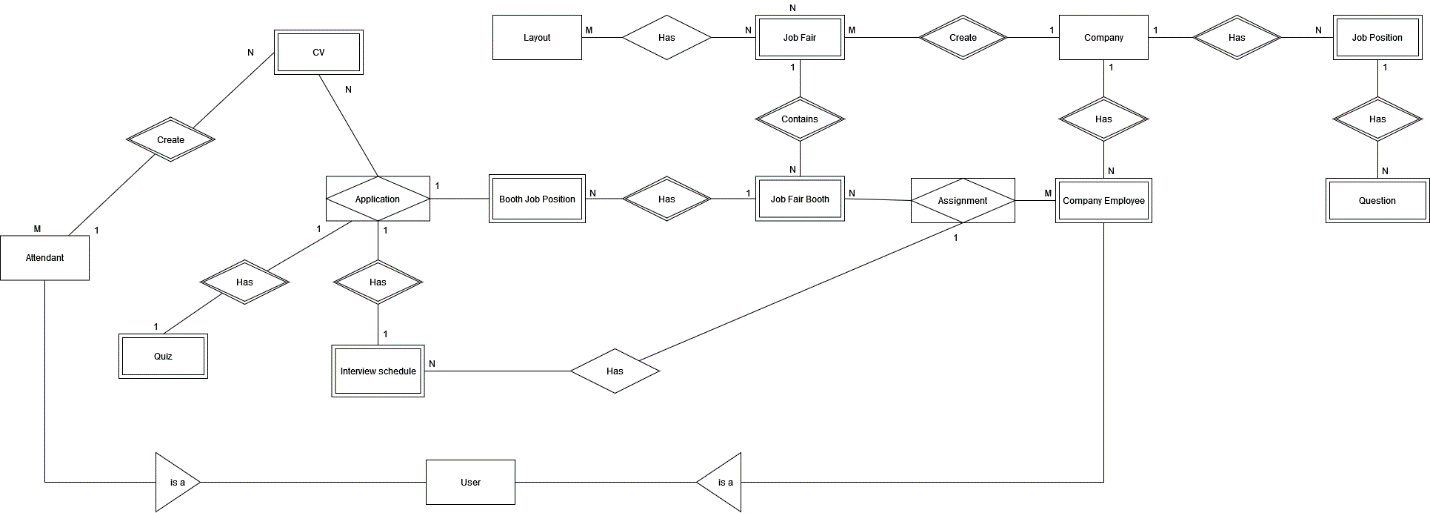 N
Layout
M
Has
N
Job Fair
M
Create
1
Company
1
Has
N
Job Position
N
CV
N
1
Contains
N
1
Has
N
1
Has
N
Create
Application
1
Booth Job Position
N
Has
1
Job Fair Booth
N
Assignment
M
Company Employee
Question
M
1
Attendant
1
1
1
Has
Has
1
1
Quiz
Interview schedule
N
Has
is a
User
is a